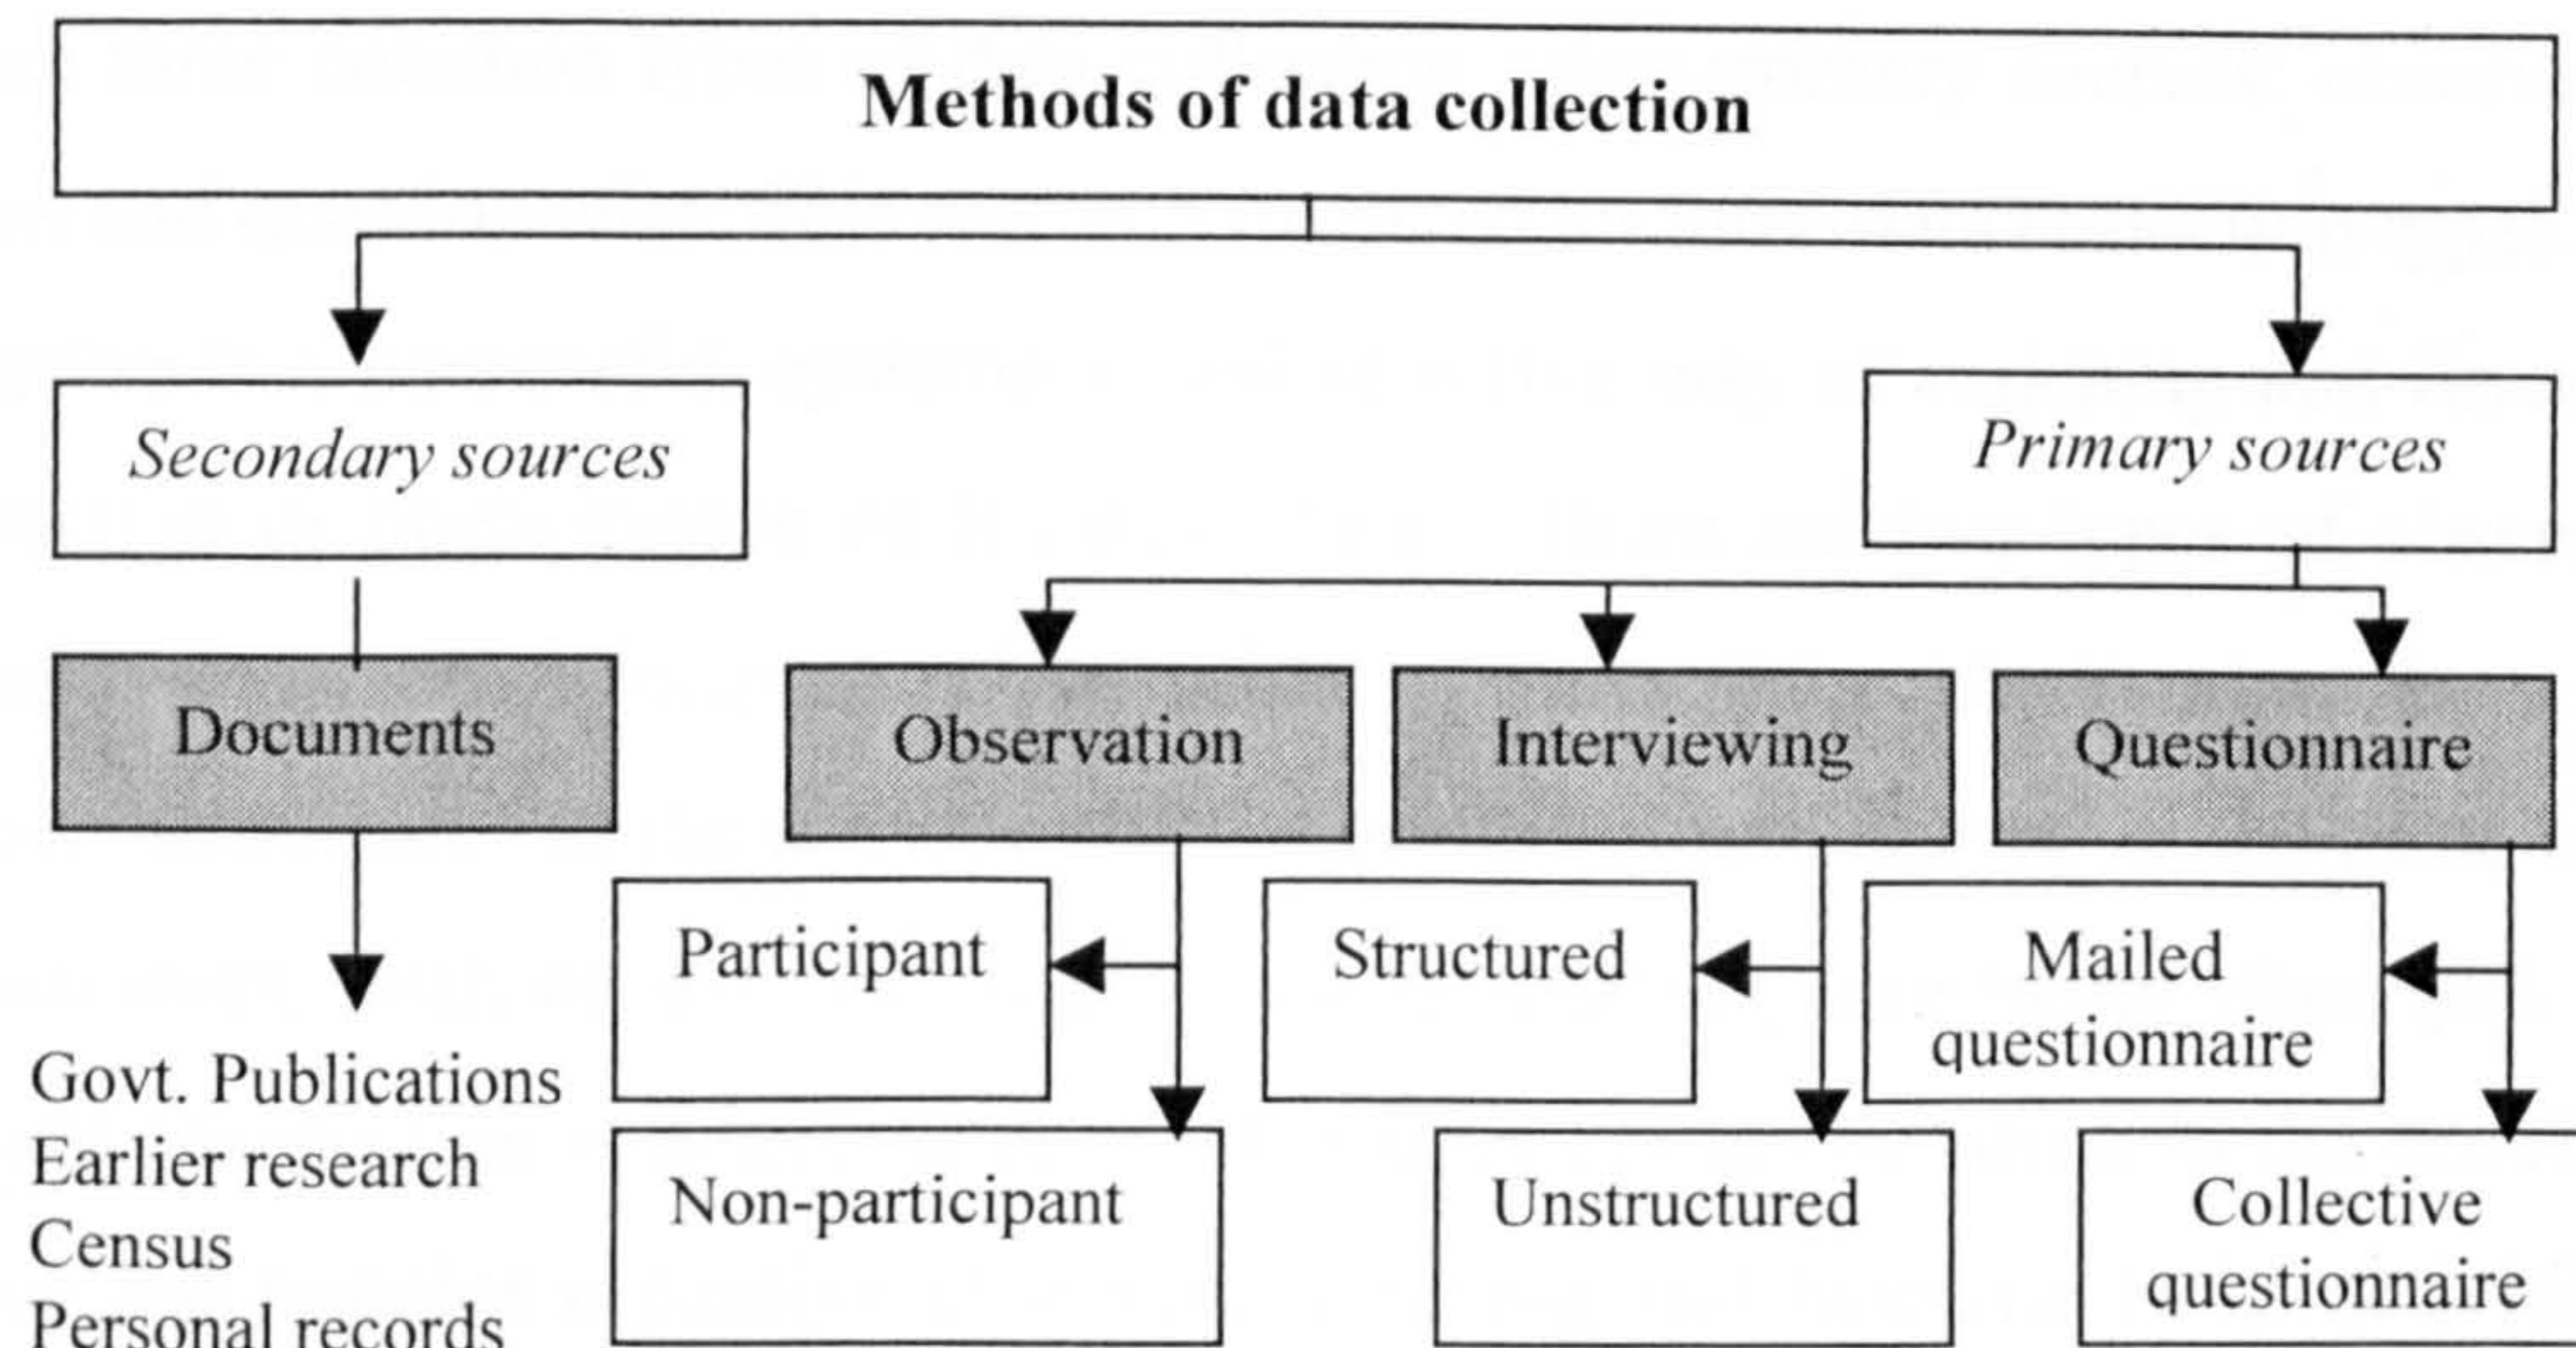 Methods of data collection
Secondary sources
Primary sources
Documents
Observation
Interviewing
Questionnaire
Participant
Structured
Mailed
questionnaire
Non-participant
Unstructured
Collective
questionnaire
Govt. Publications
Earlier research
Census
Personal records